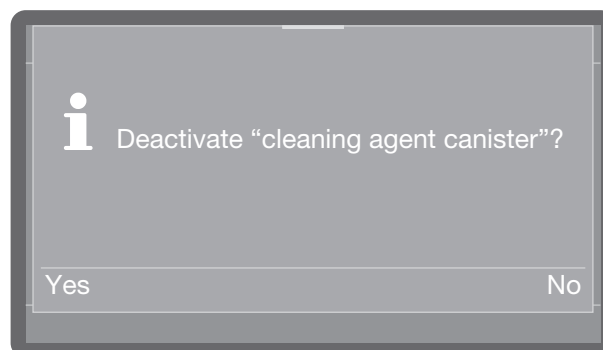 Deactivate “cleaning agent canister”?
Yes
No